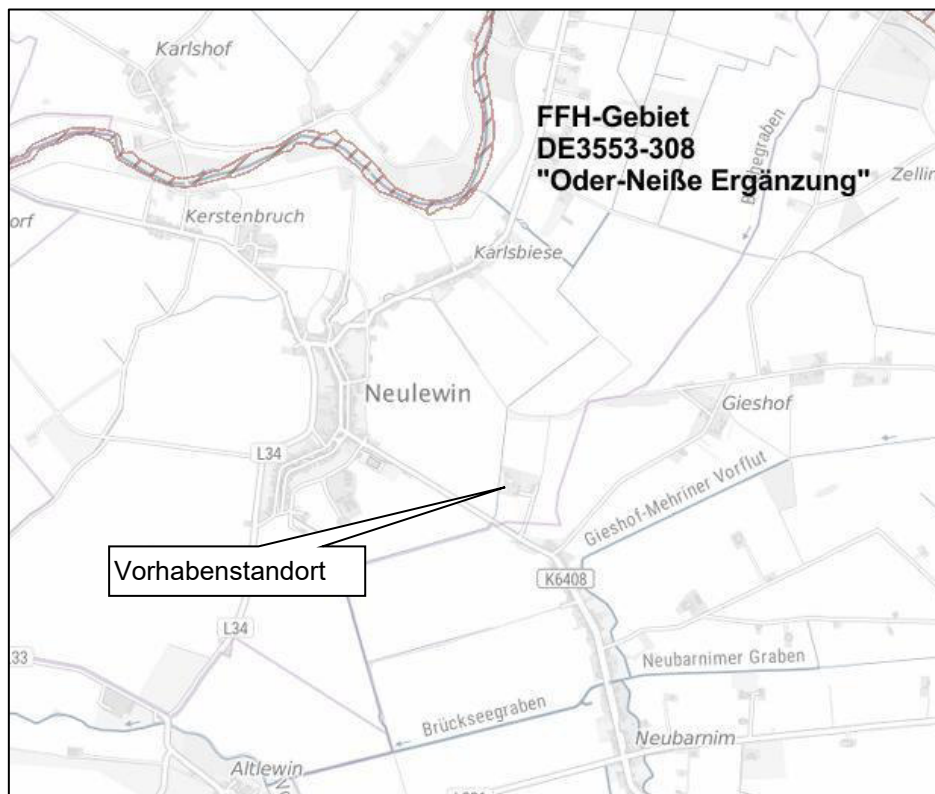 Karlshof
FFH-Gebiet
DE3553-308
"Oder-Neiße Ergänzung"
Kerstenbruch
Karlsbiese
Neulewin
Gieshof
L34
Gieshof-Mehriner Vorflut
Vorhabenstandort
K6408
L34
Neubarnimer Graben
Brückseegraben
Neubarnim
Altlewin